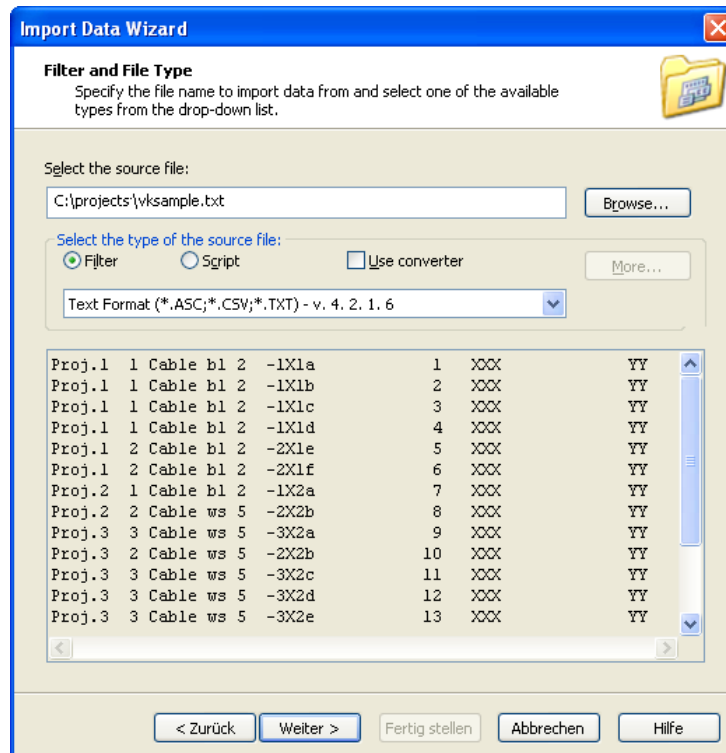 Import Data Wizard
Filter and File Type
Specify the file name to import data from and select one of the available
types from the drop-down list.
Select the source file:
C:\projects\vksample.txt
Browse...
Select the type of the source file:
Filter Script Use converter More...
Text Format (*.ASC;*.CSV;*.TXT) - v. 4. 2. 1. 6
Proj.1 1 Cable bl 2 -1X1a 1 XXX YY
Proj.1 1 Cable bl 2 -1X1b 2 XXX YY
Proj.1 1 Cable bl 2 -1X1c 3 XXX YY
Proj.1 1 Cable bl 2 -1X1d 4 XXX YY
Proj.1 2 Cable bl 2 -2X1e 5 XXX YY
Proj.1 2 Cable bl 2 -2X1f 6 XXX YY
Proj.2 1 Cable bl 2 -1X2a 7 XXX YY
Proj.2 2 Cable ws 5 -2X2b 8 XXX YY
Proj.3 3 Cable ws 5 -3X2a 9 XXX YY
Proj.3 2 Cable ws 5 -2X2b 10 XXX YY
Proj.3 3 Cable ws 5 -3X2c 11 XXX YY
Proj.3 3 Cable ws 5 -3X2d 12 XXX YY
Proj.3 3 Cable ws 5 -3X2e 13 XXX YY
< Zurück Weiter > Fertig stellen Abbrechen Hilfe